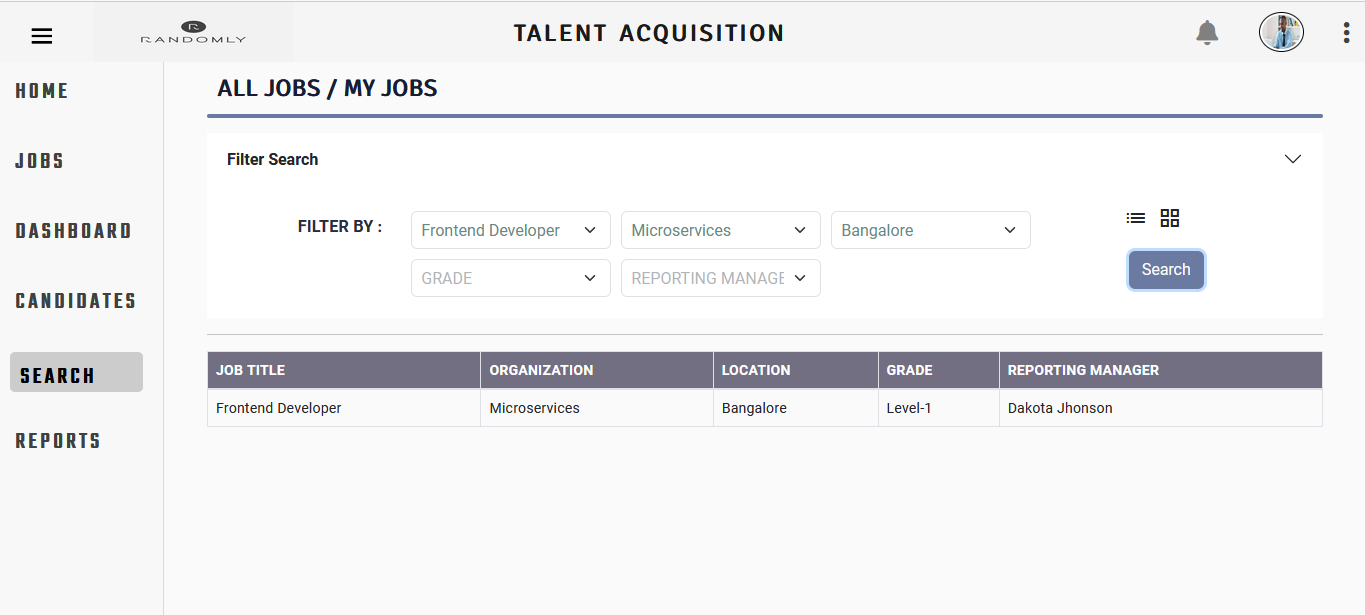 TALENT ACQUISITION
R
RANDOMLY
HOME
JOBS
DASHBOARD
CANDIDATES
SEARCH
REPORTS
ALL JOBS / MY JOBS
Filter Search
FILTER BY :
Frontend Developer
Microservices
Bangalore
GRADE
REPORTING MANAGE
Search
JOB TITLE ORGANIZATION LOCATION GRADE REPORTING MANAGER
Frontend Developer Microservices Bangalore Level-1 Dakota Jhonson